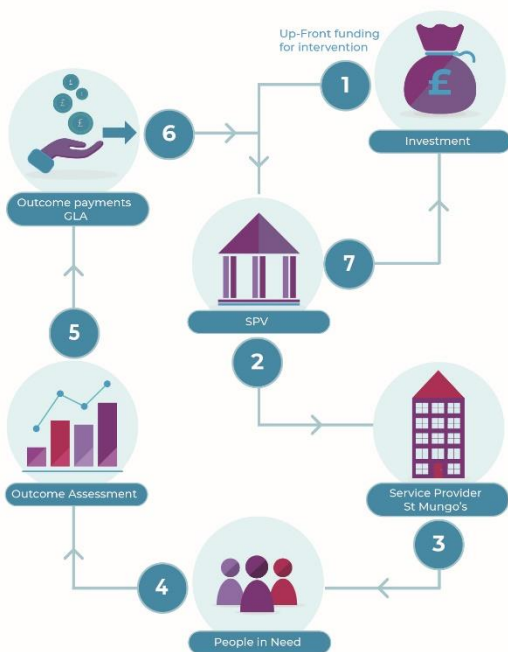 Up-Front funding
for intervention
1
£
Investment
£
£
£
6
Outcome payments
GLA
7
SPV
2
5
Service Provider
St Mungo's
Outcome Assessment
3
4
People in Need